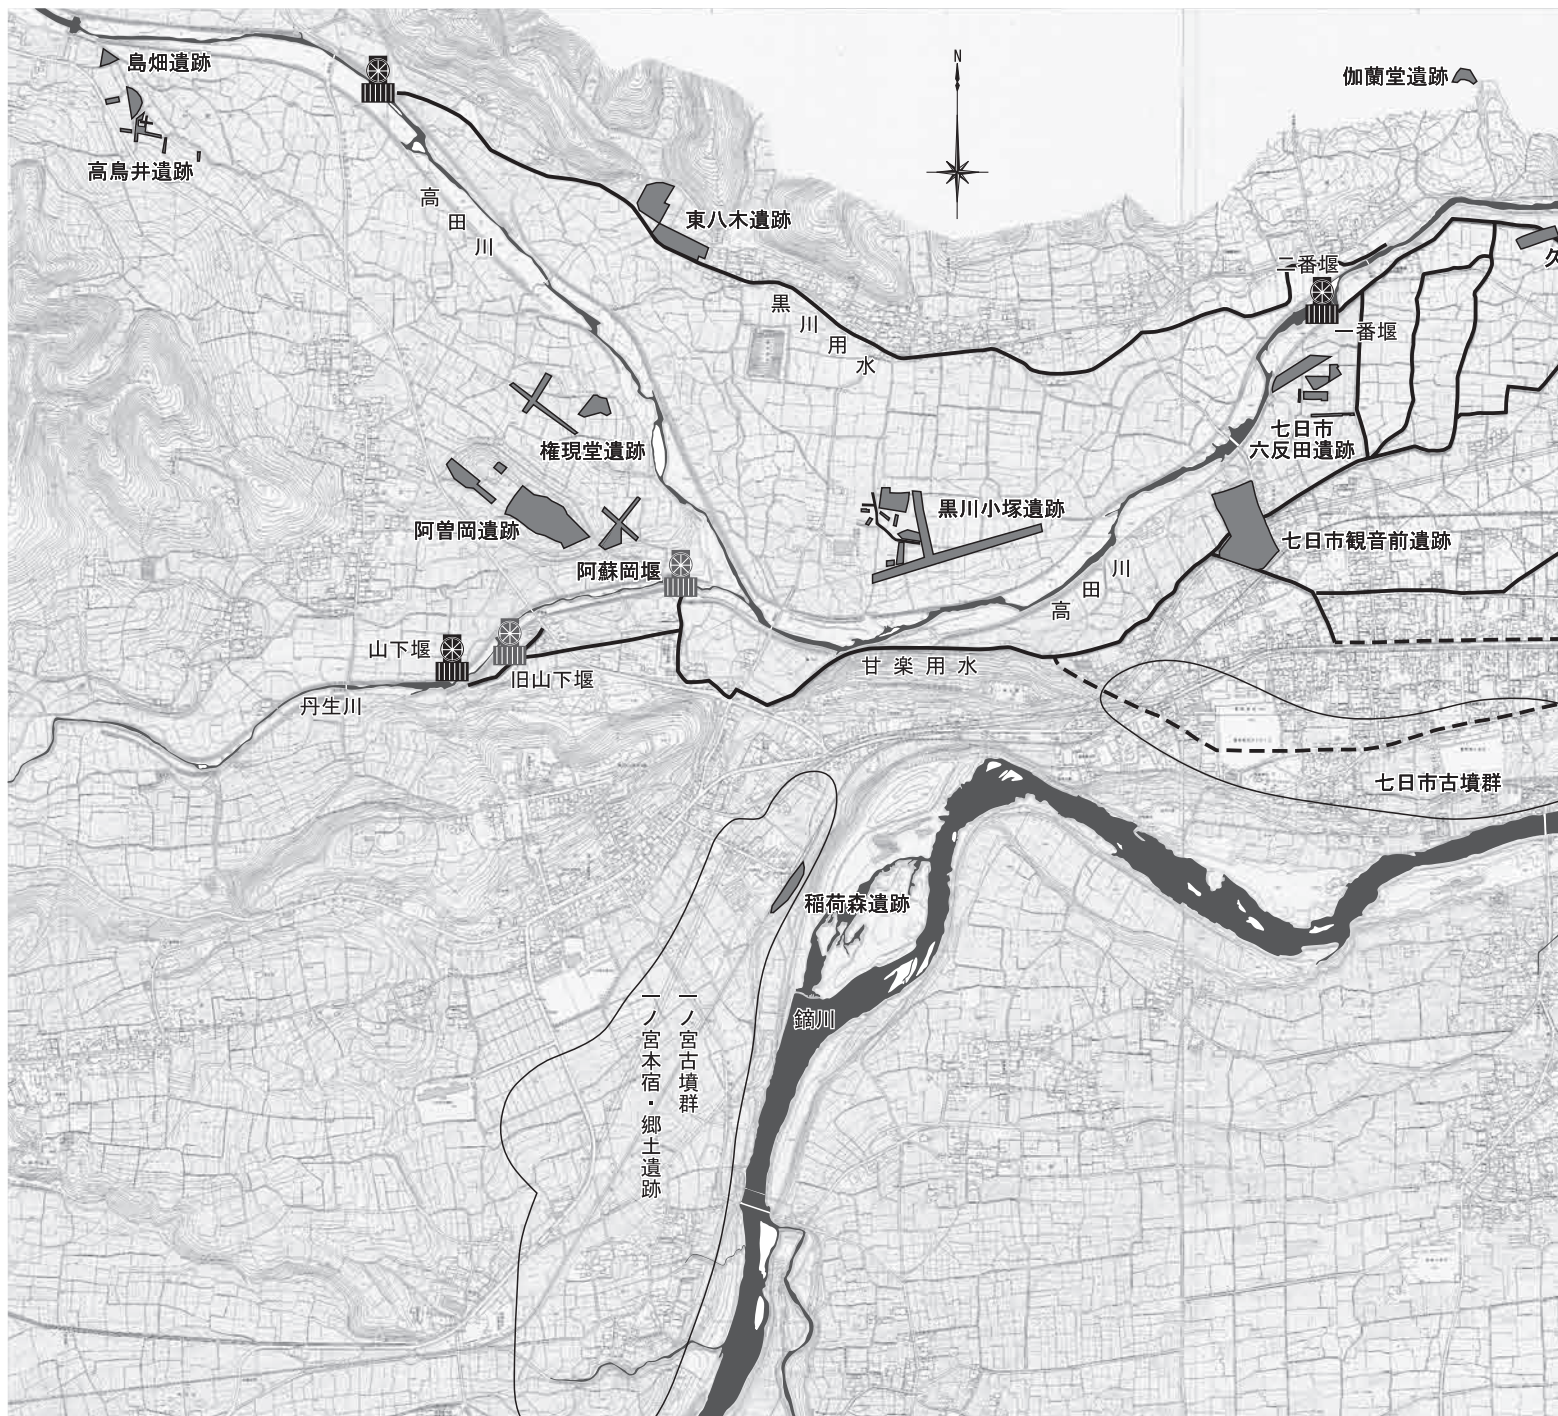 島畑遺跡
高鳥井遺跡
N
伽藍堂遺跡
高田川
東八木遺跡
久
二番堰
黒川用水
一番堰
七日市
六反田遺跡
権現堂遺跡
阿曽岡遺跡
黒川小塚遺跡
七日市観音前遺跡
阿蘇岡堰
高田川
山下堰
旧山下堰
甘楽用水
丹生川
七日市古墳群
稲荷森遺跡
鏑川
一ノ宮古墳群
一ノ宮本宿・郷土遺跡